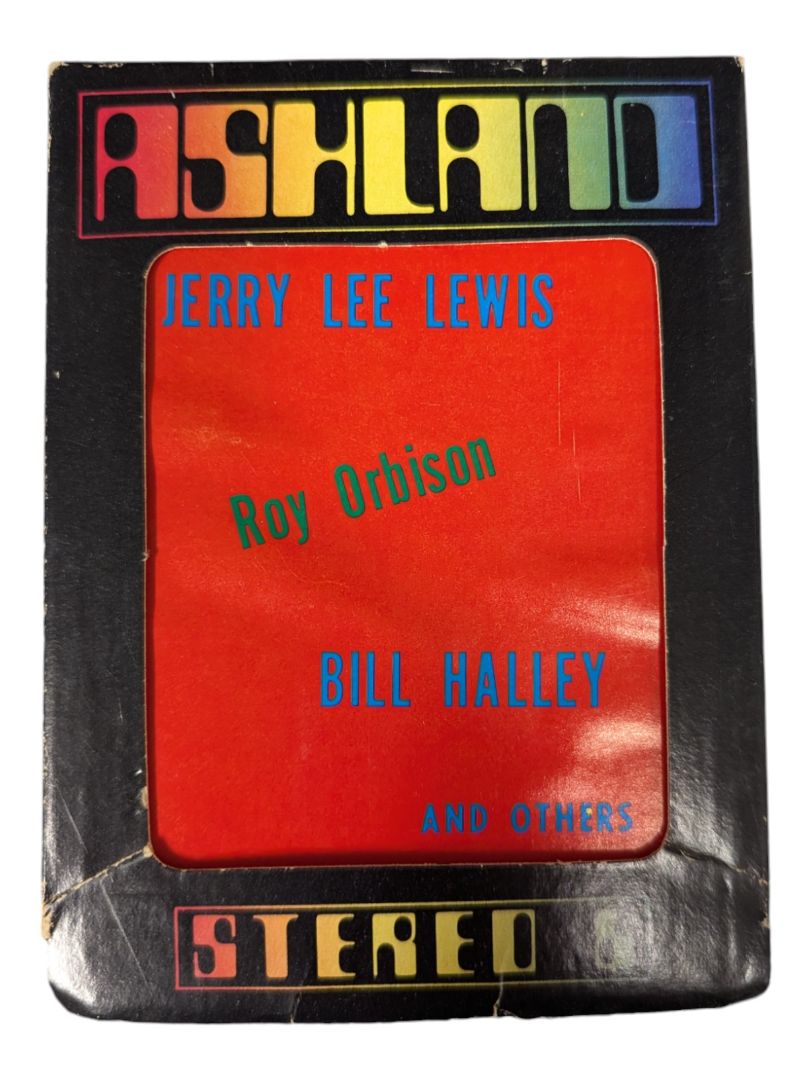 ASHLAND
JERRY LEE LEWIS
Roy Orbison
BILL HALLEY
AND OTHERS
STEREO 8